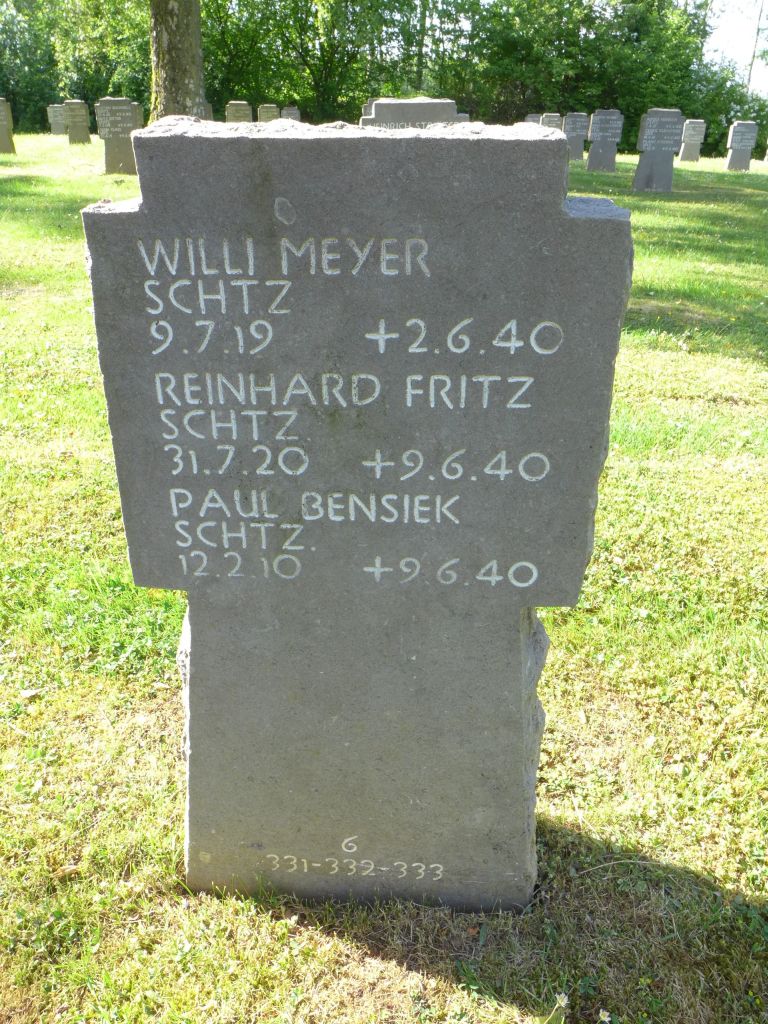 WILLI MEYER
SCHTZ
9.7.19 +2.6.40
REINHARD FRITZ
SCHTZ.
31.7.20 +9.6.40
PAUL BENSIEK
SCHTZ.
12.2.10 +9.6.40
6
331-332-333
HEINRICH